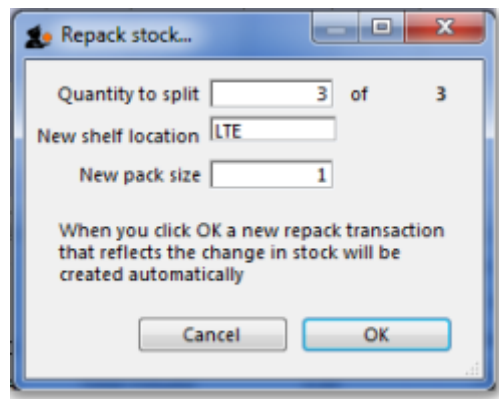 Repack stock...
Quantity to split 3 of 3
New shelf location LTE
New pack size 1
When you click OK a new repack transaction
that reflects the change in stock will be
created automatically
Cancel OK